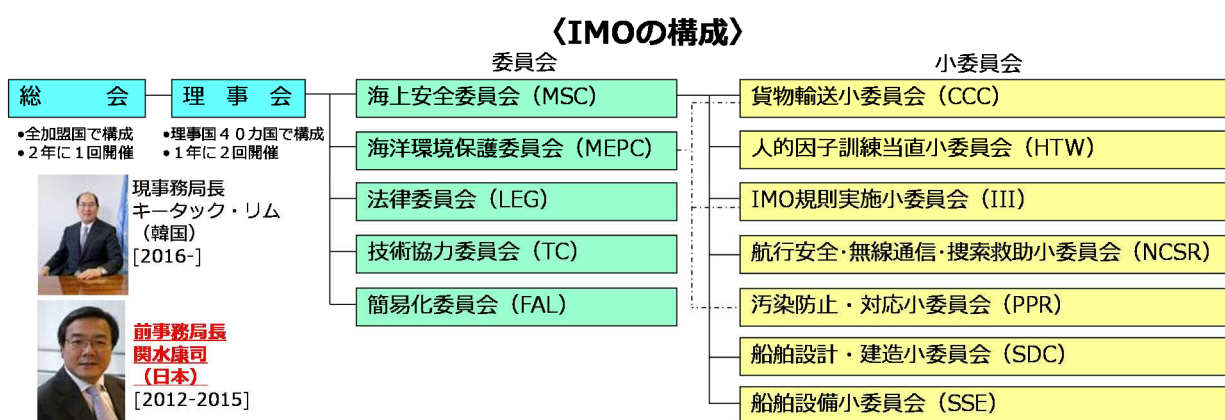 〈IMOの構成〉
委員会
小委員会
総 会
理 事 会
•全加盟国で構成
•2年に1回開催
•理事国40カ国で構成
•1年に2回開催
現事務局長
キータック・リム
（韓国）
[2016-]
前事務局長
関水康司
（日本）
[2012-2015]
海上安全委員会（MSC）
海洋環境保護委員会（MEPC）
法律委員会（LEG）
技術協力委員会（TC）
簡易化委員会（FAL）
貨物輸送小委員会（CCC）
人的因子訓練当直小委員会（HTW）
IMO規則実施小委員会（III）
航行安全･無線通信･捜索救助小委員会（NCSR）
汚染防止・対応小委員会（PPR）
船舶設計・建造小委員会（SDC）
船舶設備小委員会（SSE）